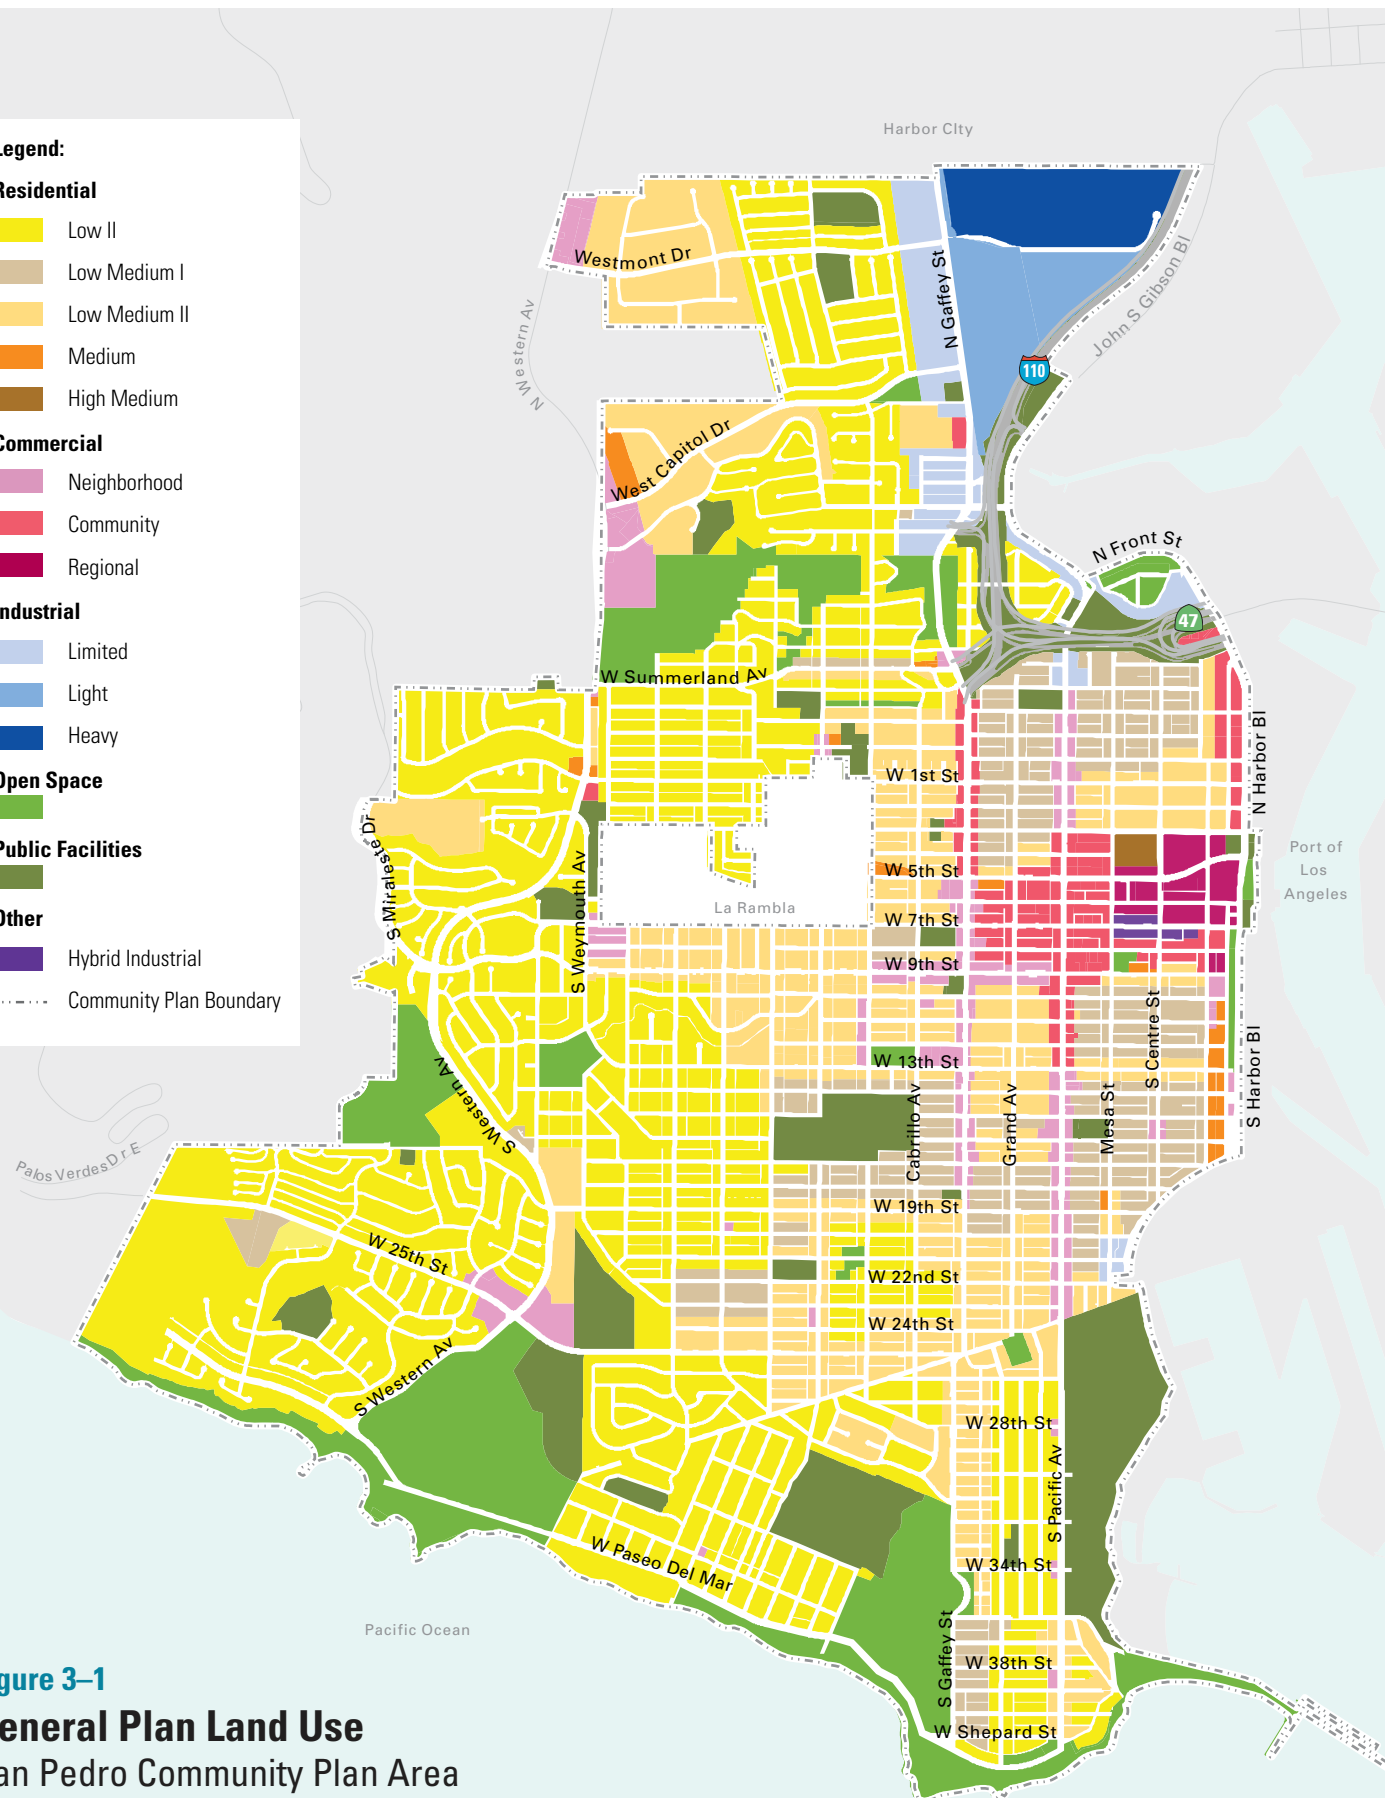 Harbor CIty
Legend:
Residential
Low II
Low Medium I
Low Medium II
Medium
High Medium
Commercial
Neighborhood
Community
Regional
Industrial
Limited
Light
Heavy
Open Space
Public Facilities
Other
Hybrid Industrial
Community Plan Boundary
Westmont Dr
N Gaffey St
John S Gibson Bl
N Western Av
110
West Capitol Dr
N Front St
47
W Summerland Av
N Harbor Bl
W 1st St
S Miraleste Dr
Port of
Los
Angeles
S Weymouth Av
W 5th St
La Rambla
W 7th St
W 9th St
S Centre St
S Harbor Bl
W 13th St
S Western Av
Cabrillo Av
Grand Av
Mesa St
Palos Verdes Dr E
W 19th St
W 25th St
W 22nd St
W 24th St
S Western Av
W 28th St
S Pacific Av
W Paseo Del Mar
W 34th St
Pacific Ocean
S Gaffey St
W 38th St
W Shepard St
gure 3–1
eneral Plan Land Use
an Pedro Community Plan Area